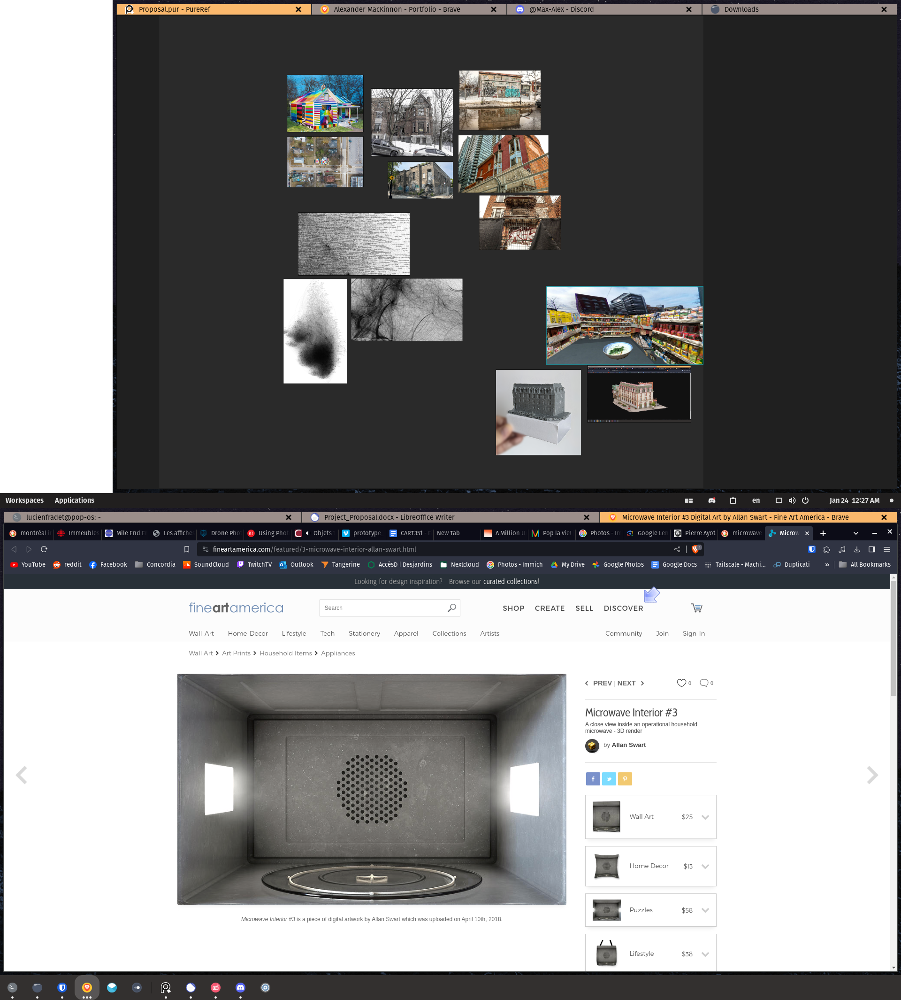 Proposal.pur - PureRef
Alexander MacKinnon - Portfolio - Brave
@Max-Alex - Discord
Downloads
Workspaces
Applications
en
Jan 24 12:27 AM
lucienfradet@pop-os: ~
Project_Proposal.docx - LibreOffice Writer
Microwave Interior #3 Digital Art by Allan Swart - Fine Art America - Brave
montréal i
Immeubles
Mile End E
Les affiche
Drone Pho
Using Phot
Objets
prototype_
CART351 - F
New Tab
A Million U
Pop la vie!
Photos - In
Google Len
Pierre Ayot
microwave
Microw
fineartamerica.com/featured/3-microwave-interior-allan-swart.html
3
YouTube
reddit
Facebook
Concordia
SoundCloud
TwitchTV
Outlook
Tangerine
AccèsD | Desjardins
Nextcloud
Photos - Immich
My Drive
Google Photos
Google Docs
Tailscale - Machi...
Duplicati
»
All Bookmarks
Looking for design inspiration? Browse our curated collections!
fineartamerica
Search
SHOP
CREATE
SELL
DISCOVER
Wall Art
Home Decor
Lifestyle
Tech
Stationery
Apparel
Collections
Artists
Community
Join
Sign In
Wall Art > Art Prints > Household Items > Appliances
PREV | NEXT
0
0
Microwave Interior #3
A close view inside an operational household
microwave - 3D render
by Allan Swart
Wall Art
$25
Home Decor
$13
Puzzles
$58
Lifestyle
$38
Microwave Interior #3 is a piece of digital artwork by Allan Swart which was uploaded on April 10th, 2018.